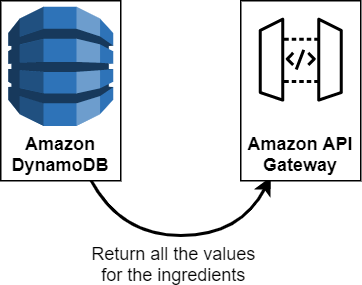 Amazon
DynamoDB
Amazon API
Gateway
</>
Return all the values
for the ingredients